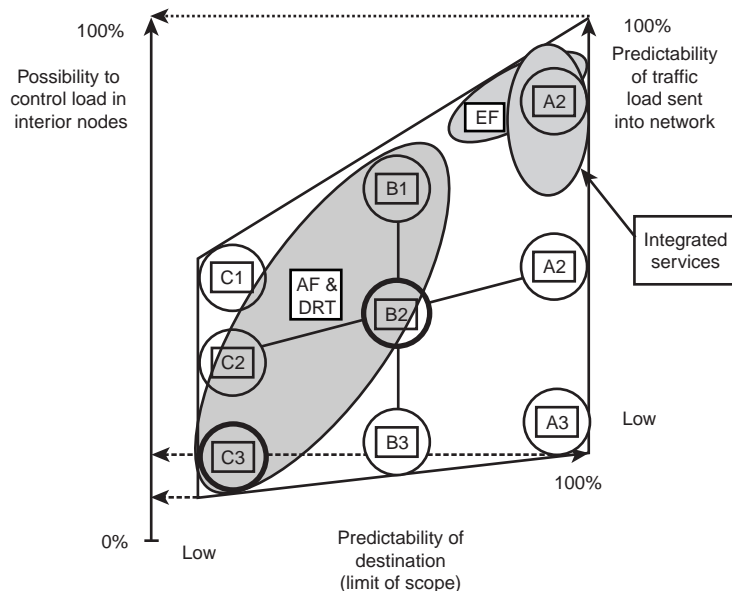 100%
100%
Possibility to
control load in
interior nodes
Predictability
of traffic
load sent
into network
A2
EF
B1
Integrated
services
C1
AF &
DRT
A2
B2
C2
A3
Low
B3
C3
100%
0%
Low
Predictability of
destination
(limit of scope)